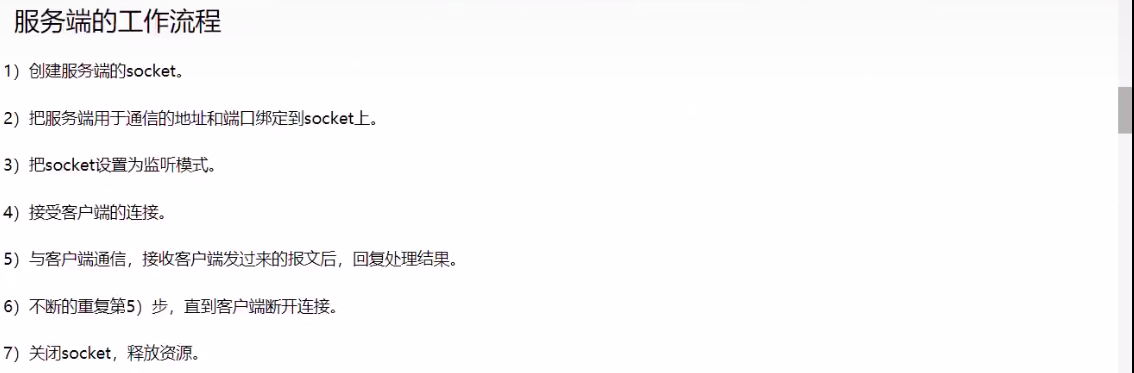 服务端的工作流程
1）创建服务端的socket。
2）把服务端用于通信的地址和端口绑定到socket上。
3）把socket设置为监听模式。
4）接受客户端的连接。
5）与客户端通信，接收客户端发过来的报文后，回复处理结果。
6）不断的重复第5）步，直到客户端断开连接。
7）关闭socket，释放资源。